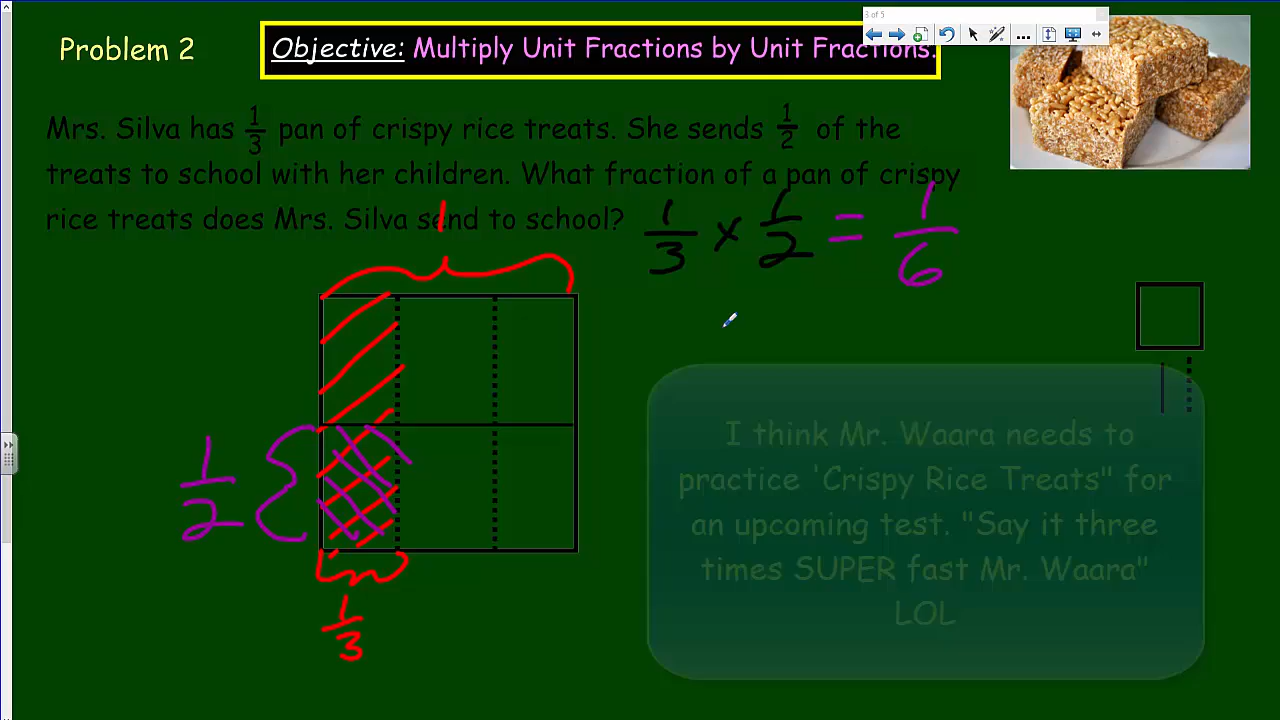 3 of 5
Problem 2
Objective: Multiply Unit Fractions by Unit Fractions.
Mrs. Silva has 1/3 pan of crispy rice treats. She sends 1/2 of the
treats to school with her children. What fraction of a pan of crispy
rice treats does Mrs. Silva send to school?
1/3 × 1/2 = 1/6
1
1/2
1/3
I think Mr. Waara needs to
practice 'Crispy Rice Treats" for
an upcoming test. "Say it three
times SUPER fast Mr. Waara"
LOL